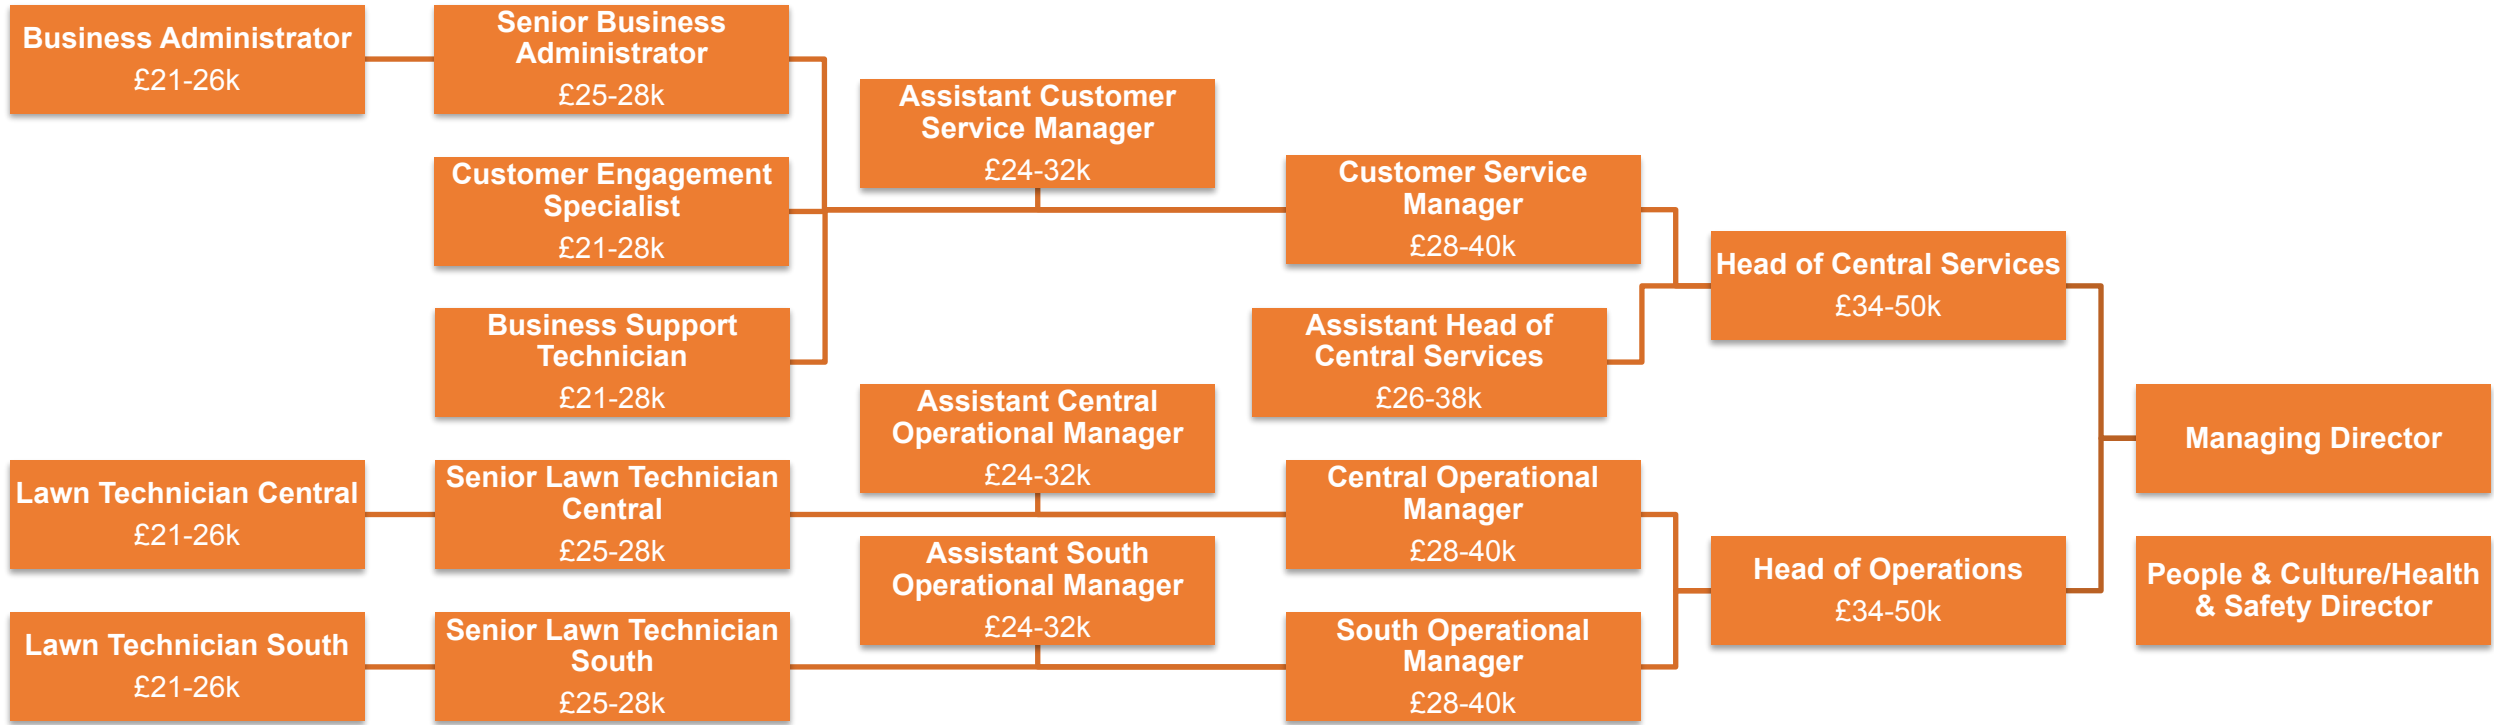 Business Administrator
£21-26k
Senior Business
Administrator
£25-28k
Assistant Customer
Service Manager
£24-32k
Customer Engagement
Specialist
£21-28k
Customer Service
Manager
£28-40k
Head of Central Services
£34-50k
Business Support
Technician
£21-28k
Assistant Head of
Central Services
£26-38k
Assistant Central
Operational Manager
£24-32k
Managing Director
Lawn Technician Central
£21-26k
Senior Lawn Technician
Central
£25-28k
Central Operational
Manager
£28-40k
Assistant South
Operational Manager
£24-32k
Head of Operations
£34-50k
People & Culture/Health
& Safety Director
Lawn Technician South
£21-26k
Senior Lawn Technician
South
£25-28k
South Operational
Manager
£28-40k